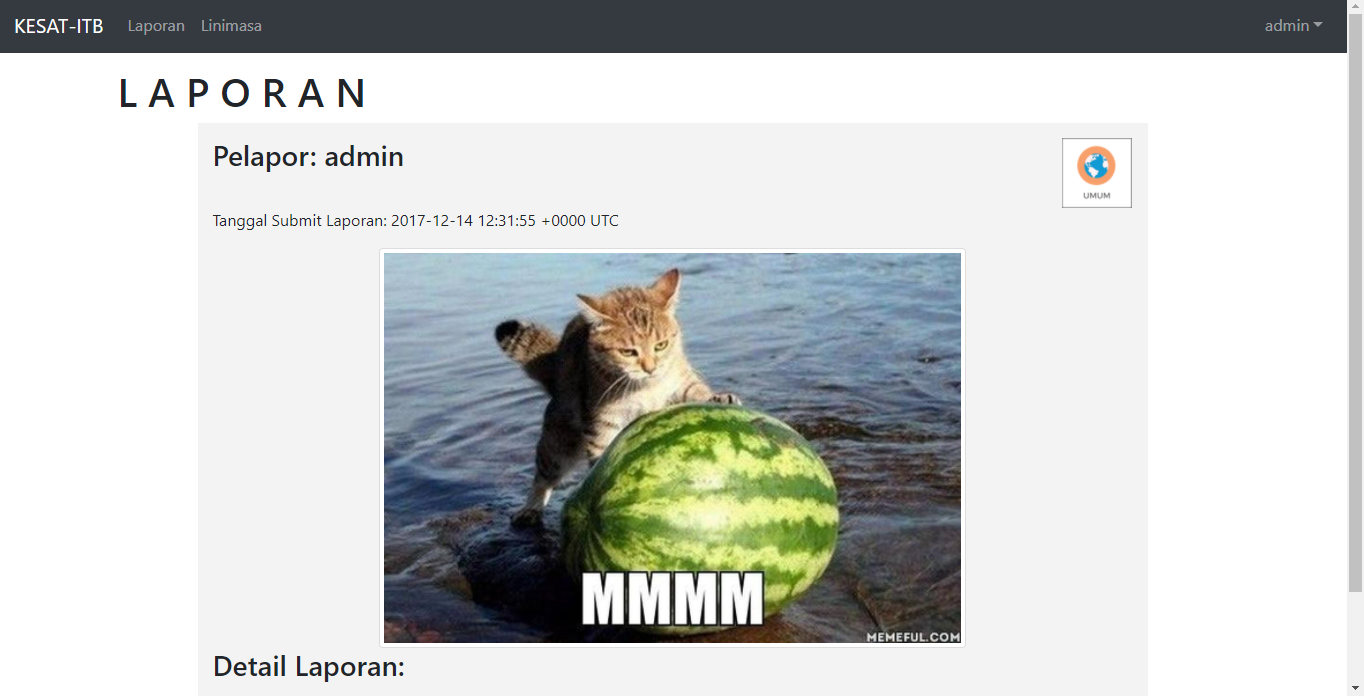 KESAT-ITB Laporan Linimasa admin
L A P O R A N
Pelapor: admin
UMUM
Tanggal Submit Laporan: 2017-12-14 12:31:55 +0000 UTC
MMMM
MEMEFUL.COM
Detail Laporan: